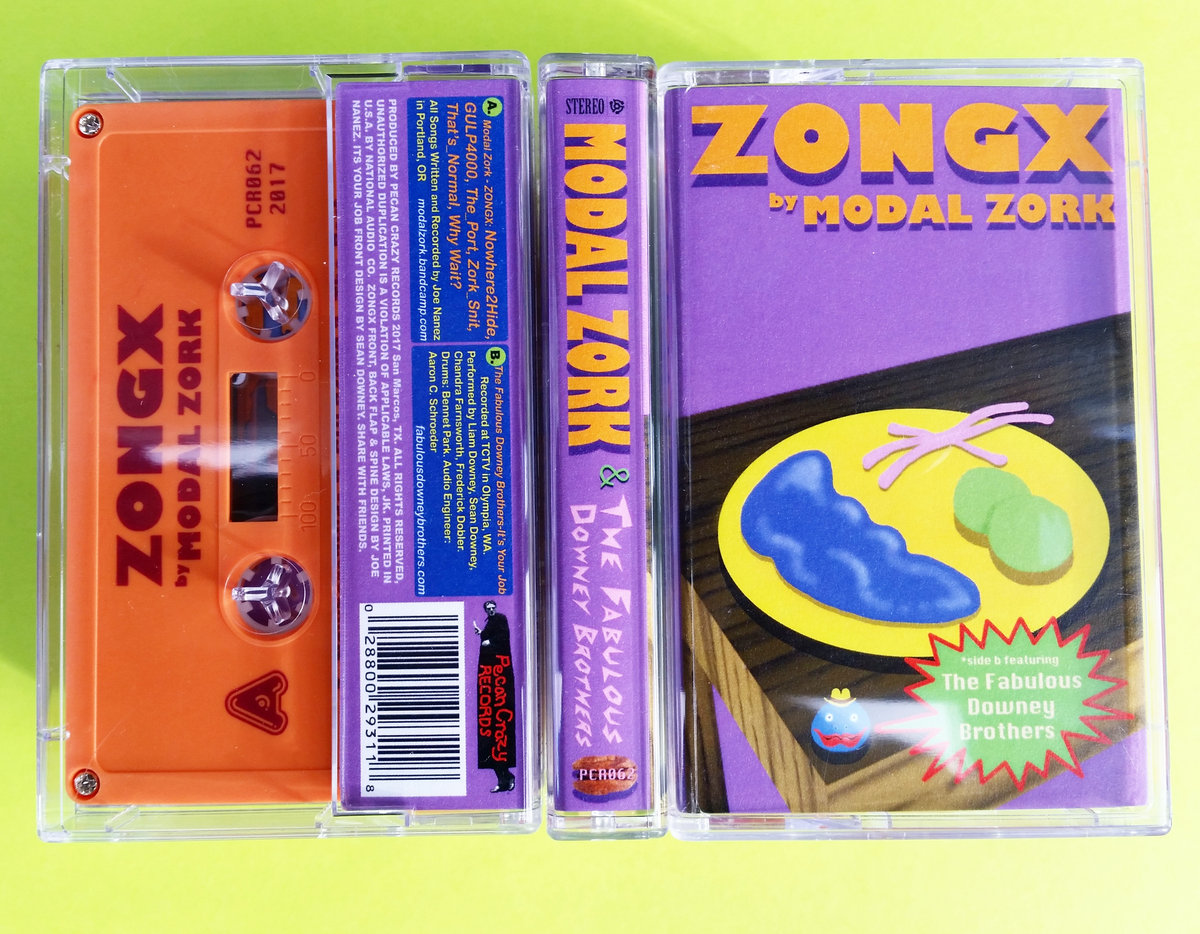 PCR062
2017
ZONGX
by MODAL ZORK
0 50 100
A. Modal Zork - ZONGX: Nowhere2Hide,
GULP4000, The_Port, Zork_Snit,
That's_Normal, Why Wait?
All Songs Written and Recorded by Joe Nanez
in Portland, OR modalzork.bandcamp.com
B. The Fabulous Downey Brothers-It's Your Job
Recorded at TCTV in Olympia, WA.
Performed by Liam Downey, Sean Downey,
Chandra Farnsworth, Frederick Dobler.
Drums: Bennet Park. Audio Engineer:
Aaron C. Schroeder
fabulousdowneybrothers.com
PRODUCED BY PECAN CRAZY RECORDS 2017 San Marcos, TX. ALL RIGHTS RESERVED,
UNAUTHORIZED DUPLICATION IS A VIOLATION OF APPLICABLE LAWS, JK. PRINTED IN
U.S.A. BY NATIONAL AUDIO CO. ZONGX FRONT, BACK FLAP & SPINE DESIGN BY JOE
NANEZ. ITS YOUR JOB FRONT DESIGN BY SEAN DOWNEY. SHARE WITH FRIENDS.
0 28800 29311 8
Pecan Crazy
RECORDS
STEREO
MODAL ZORK
& THE FABULOUS
DOWNEY BROTHERS
PCR062
ZONGX
by MODAL ZORK
*side b featuring
The Fabulous
Downey
Brothers